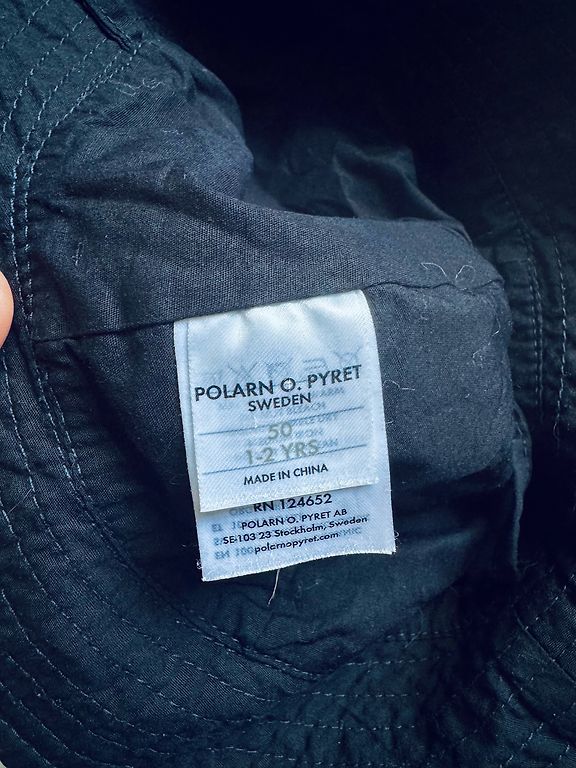 POLARN O. PYRET
SWEDEN
50
1-2 YRS
MADE IN CHINA
RN 124652
POLARN O. PYRET AB
SE-103 23 Stockholm, Sweden
polarnopyret.com